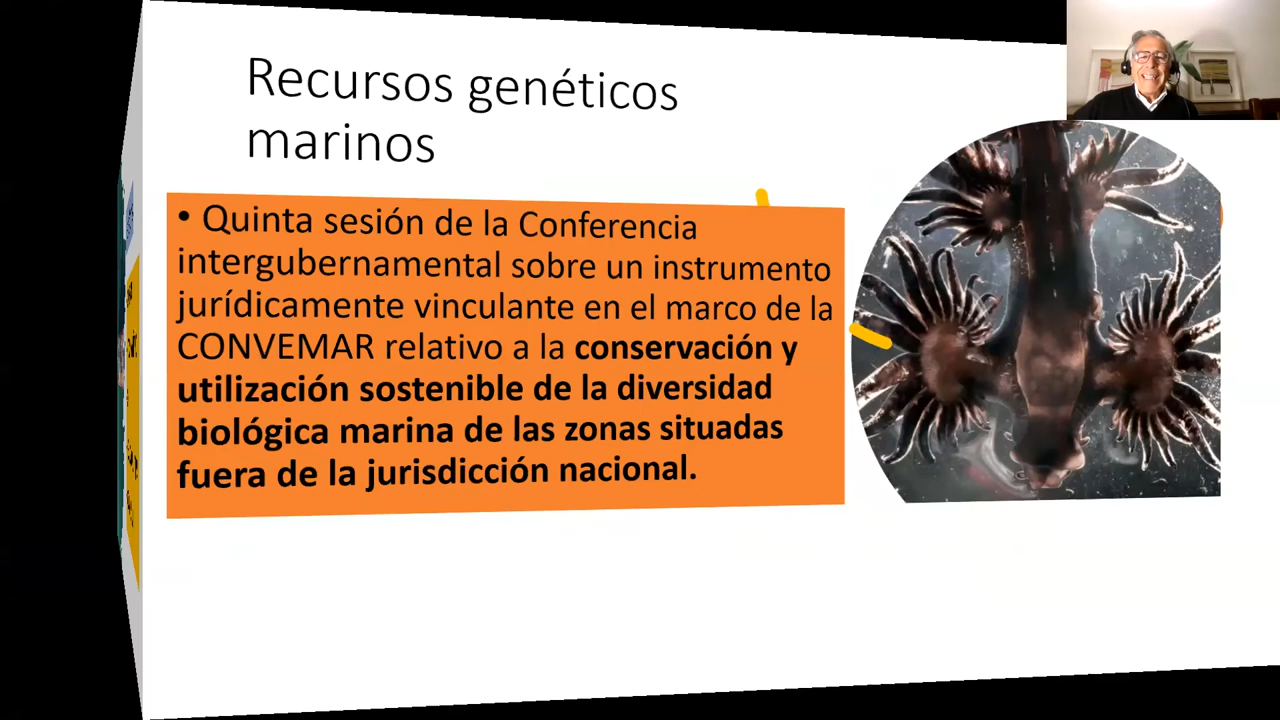 Recursos genéticos
marinos
• Quinta sesión de la Conferencia
intergubernamental sobre un instrumento
jurídicamente vinculante en el marco de la
CONVEMAR relativo a la conservación y
utilización sostenible de la diversidad
biológica marina de las zonas situadas
fuera de la jurisdicción nacional.